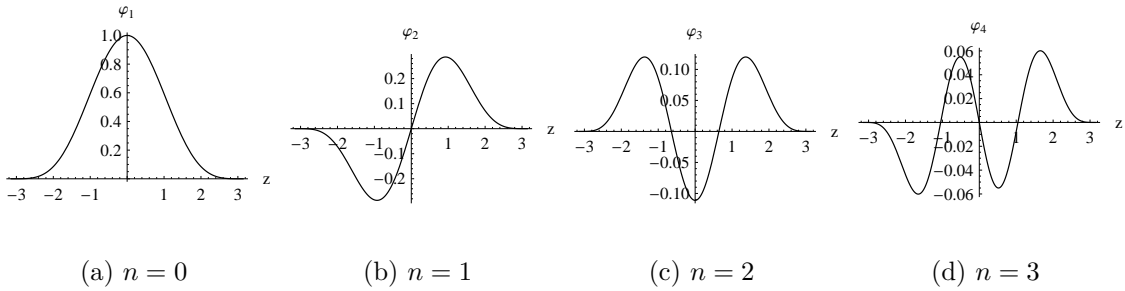 φ₁
1.0
0.8
0.6
0.4
0.2
−3 −2 −1 1 2 3 z
φ₂
0.2
0.1
−3 −2 −1 1 2 3 z
−0.1
−0.2
φ₃
0.10
0.05
−3 −2 −1 1 2 3 z
−0.05
−0.10
φ₄
0.06
0.04
0.02
−3 −2 −1 1 2 3 z
−0.02
−0.04
−0.06
(a) n = 0
(b) n = 1
(c) n = 2
(d) n = 3